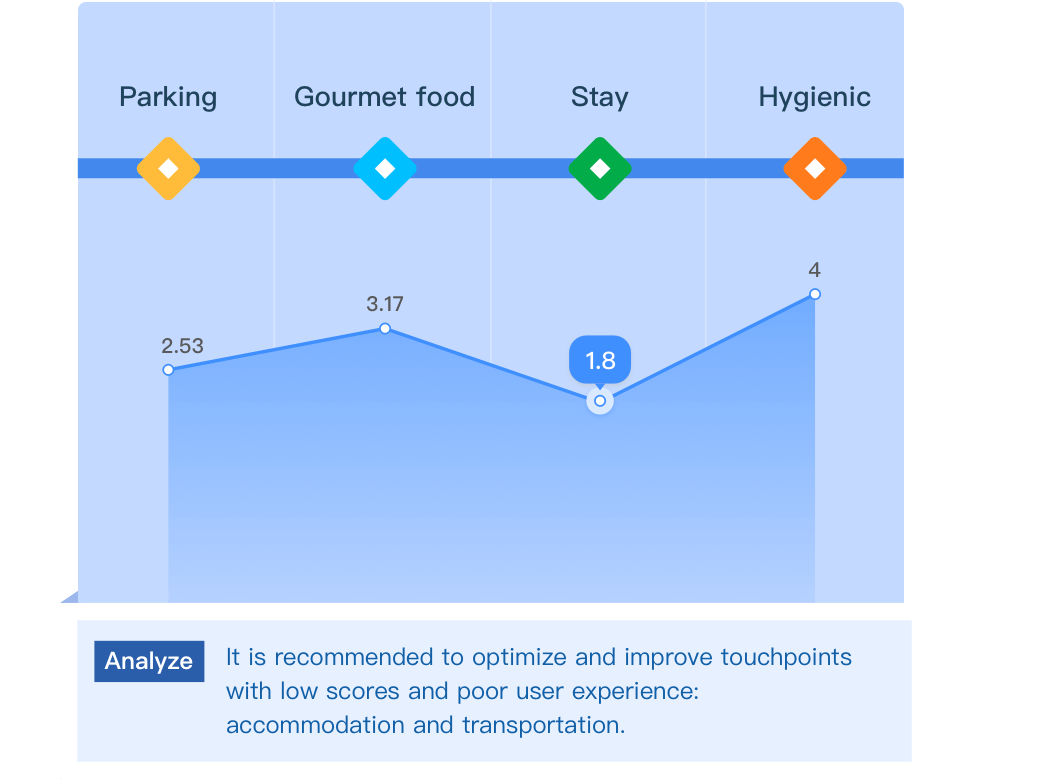 Parking
Gourmet food
Stay
Hygienic
2.53
3.17
1.8
4
Analyze
It is recommended to optimize and improve touchpoints
with low scores and poor user experience:
accommodation and transportation.